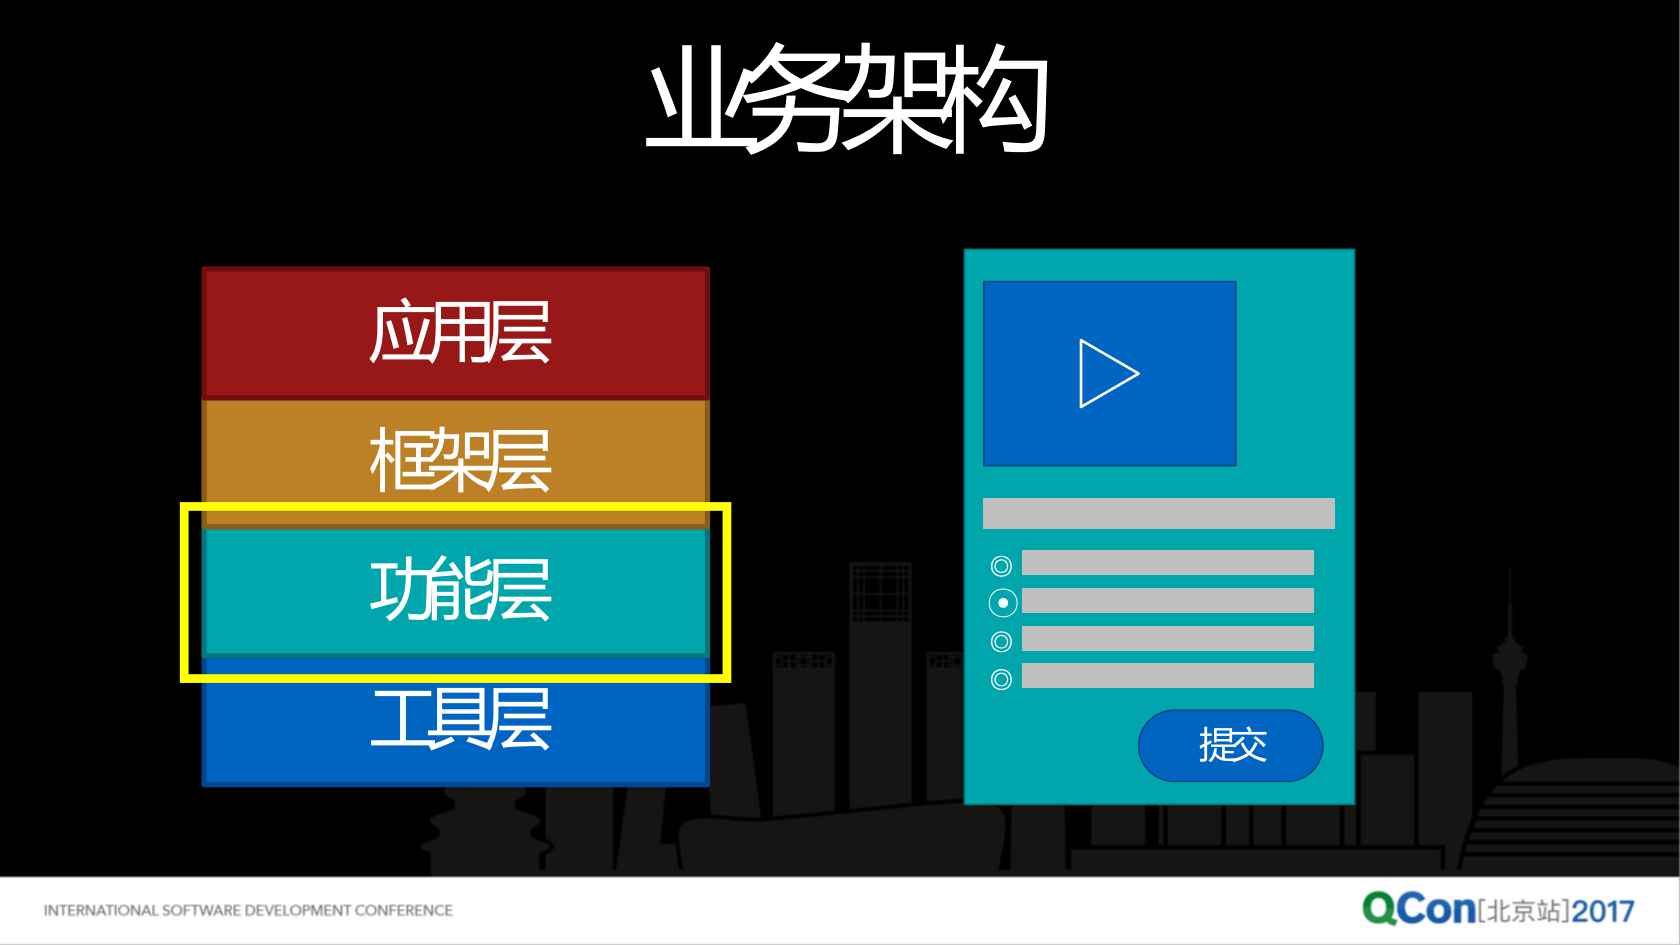 业务架构
应用层
框架层
功能层
工具层
提交
INTERNATIONAL SOFTWARE DEVELOPMENT CONFERENCE
QCon[北京站]2017